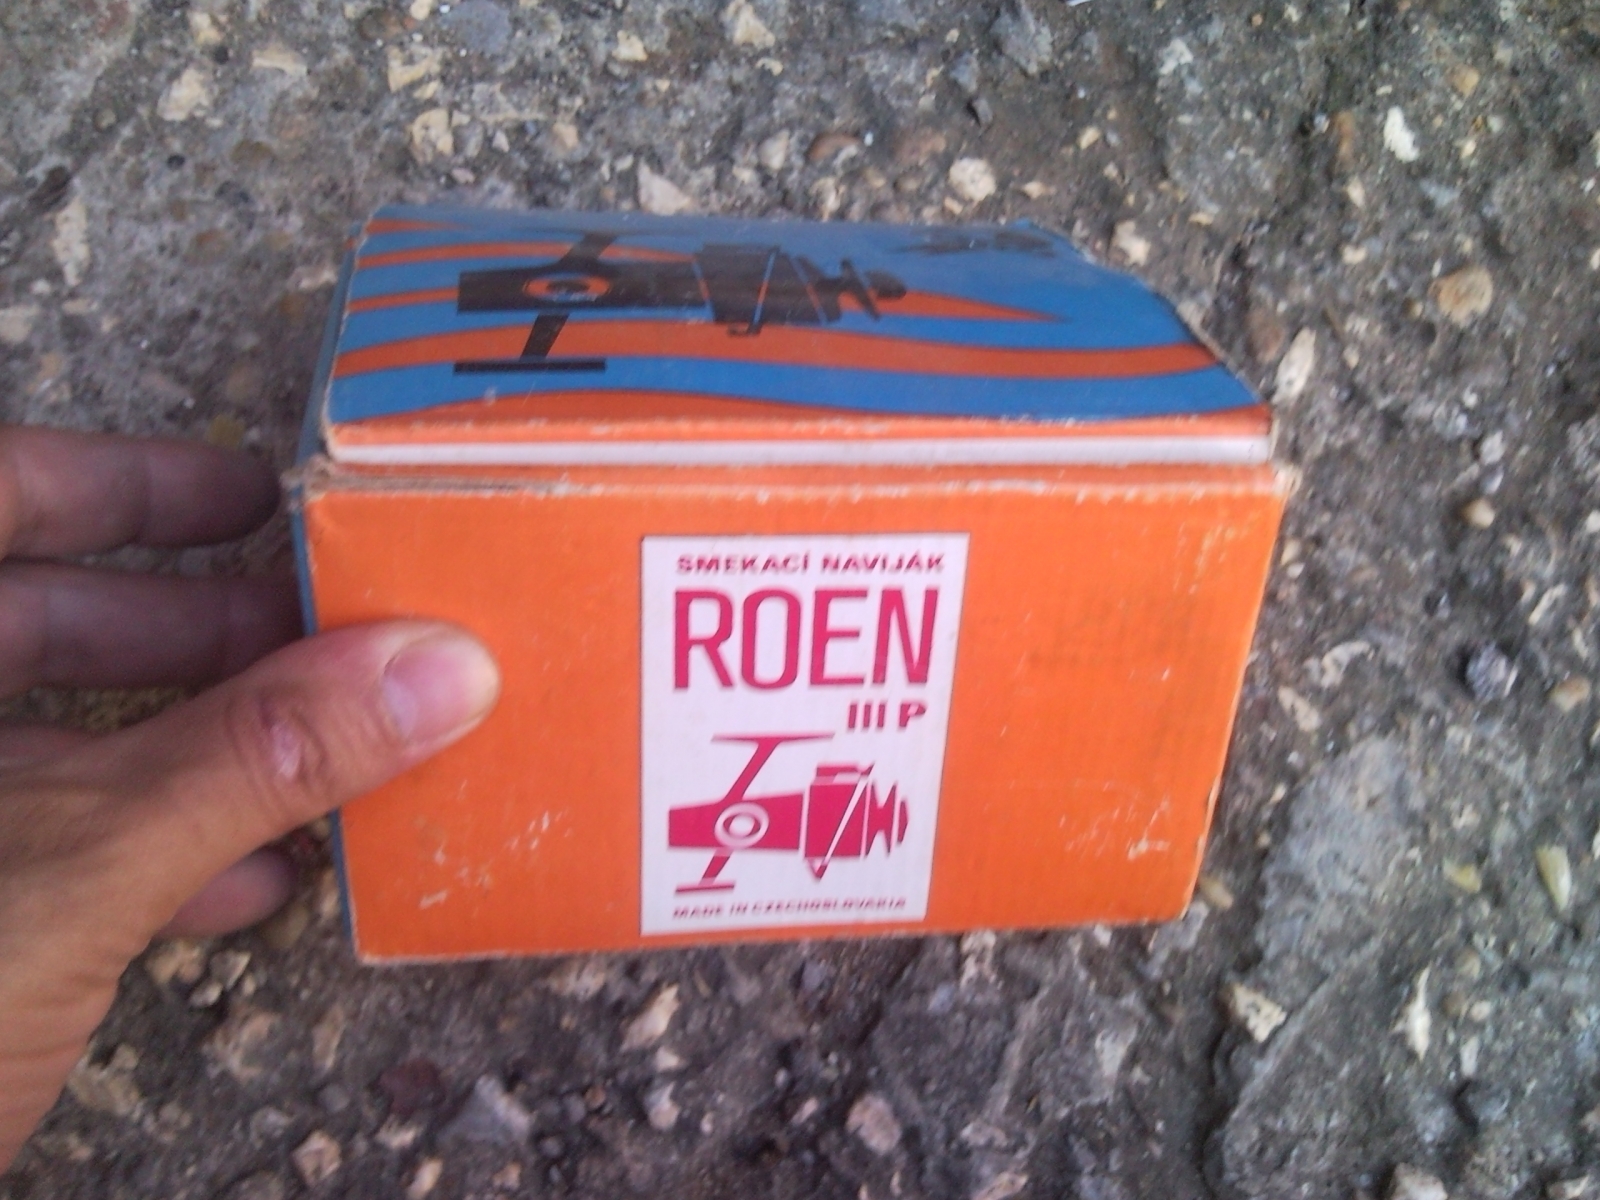 SMEKACÍ NAVIJÁK
ROEN
III P
MADE IN CZECHOSLOVAKIA